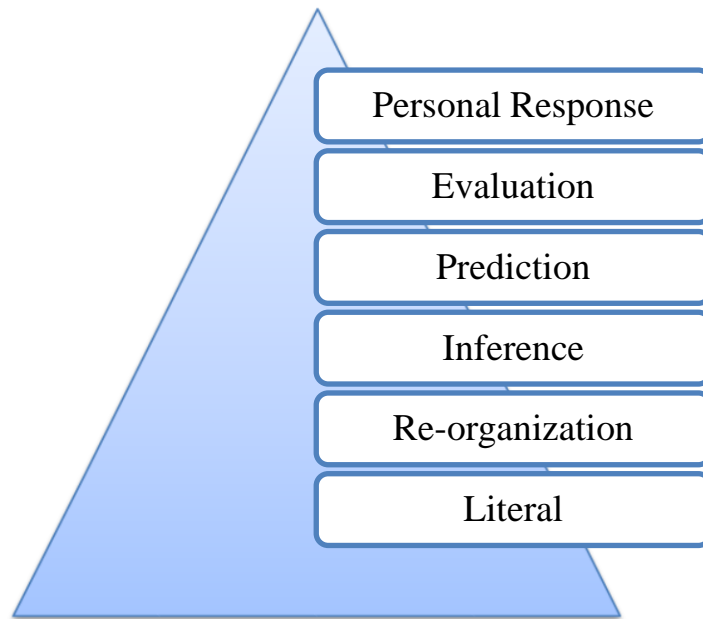 Personal Response
Evaluation
Prediction
Inference
Re-organization
Literal